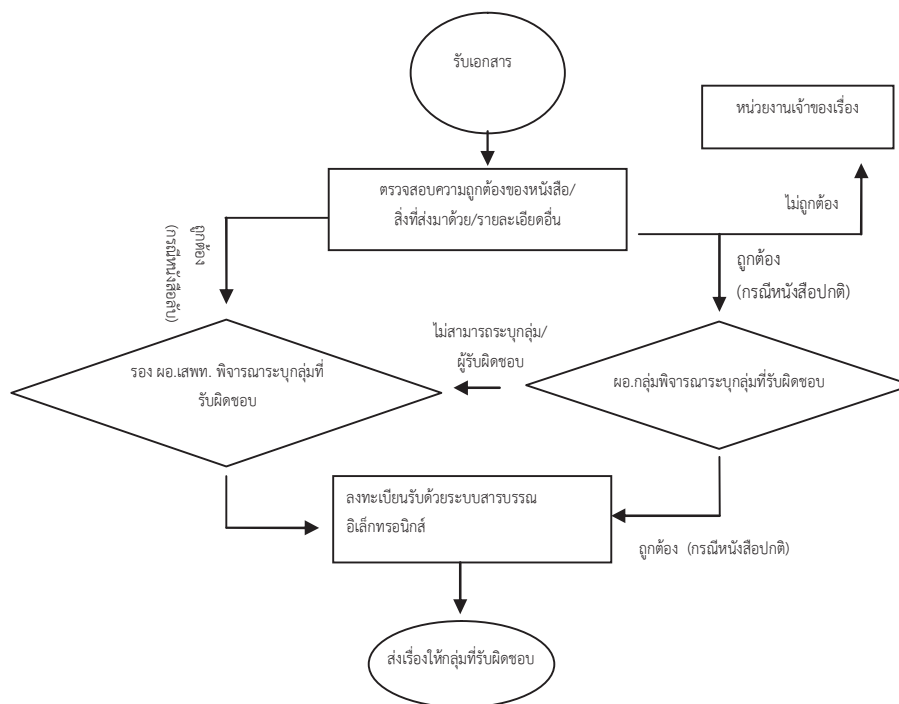 รับเอกสาร
หน่วยงานเจ้าของเรื่อง
ตรวจสอบความถูกต้องของหนังสือ/
สิ่งที่ส่งมาด้วย/รายละเอียดอื่น
ไม่ถูกต้อง
ถูกต้อง
(กรณีหนังสือลับ)
ถูกต้อง
(กรณีหนังสือปกติ)
ไม่สามารถระบุกลุ่ม/
ผู้รับผิดชอบ
รอง ผอ.เสพท. พิจารณาระบุกลุ่มที่
รับผิดชอบ
ผอ.กลุ่มพิจารณาระบุกลุ่มที่รับผิดชอบ
ลงทะเบียนรับด้วยระบบสารบรรณ
อิเล็กทรอนิกส์
ถูกต้อง (กรณีหนังสือปกติ)
ส่งเรื่องให้กลุ่มที่รับผิดชอบ